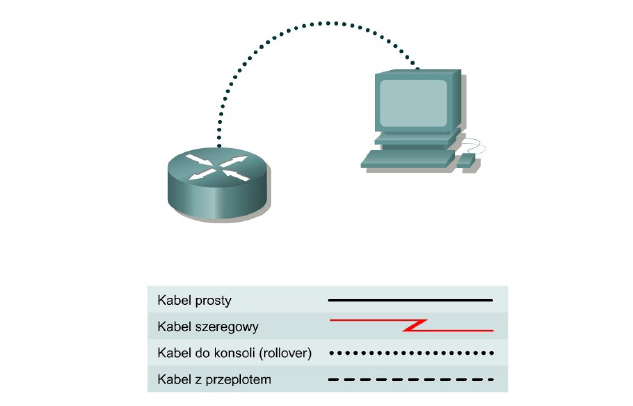 Kabel prosty
Kabel szeregowy
Kabel do konsoli (rollover)
Kabel z przeplotem